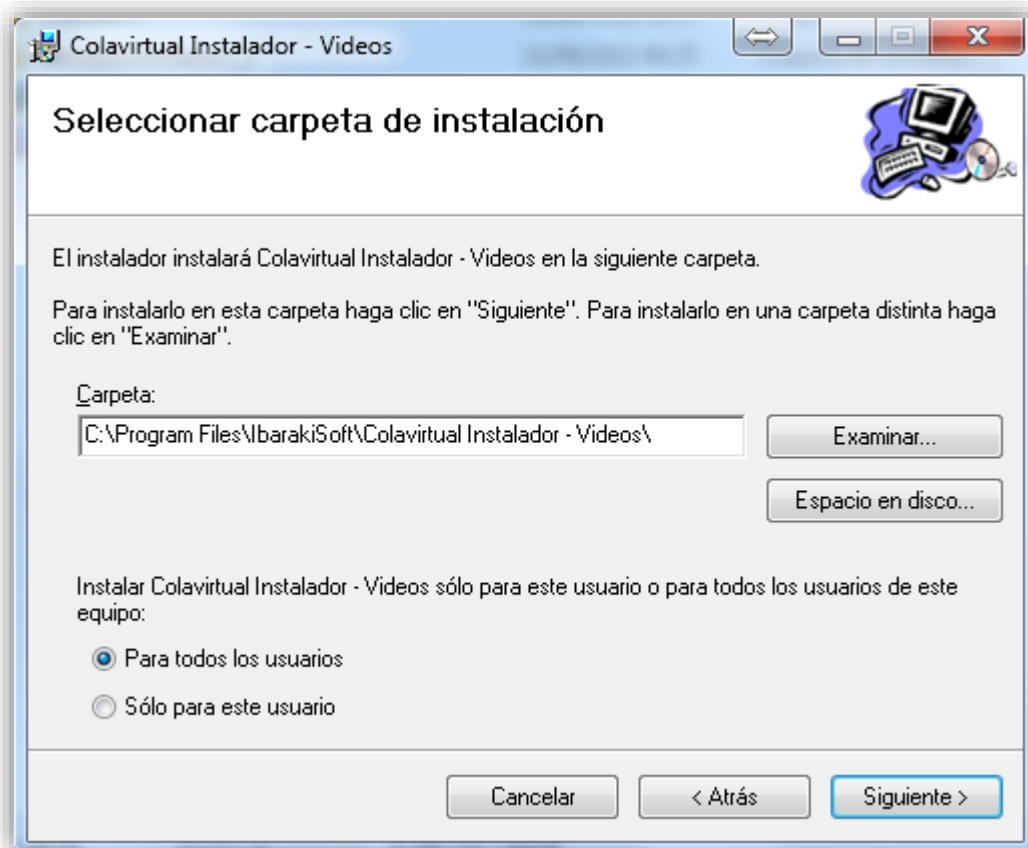 Colavirtual Instalador - Videos
Seleccionar carpeta de instalación
El instalador instalará Colavirtual Instalador - Videos en la siguiente carpeta.
Para instalarlo en esta carpeta haga clic en "Siguiente". Para instalarlo en una carpeta distinta haga
clic en "Examinar".
Carpeta:
C:\Program Files\IbarakiSoft\Colavirtual Instalador - Videos\
Examinar...
Espacio en disco...
Instalar Colavirtual Instalador - Videos sólo para este usuario o para todos los usuarios de este
equipo:
Para todos los usuarios
Sólo para este usuario
Cancelar
< Atrás
Siguiente >